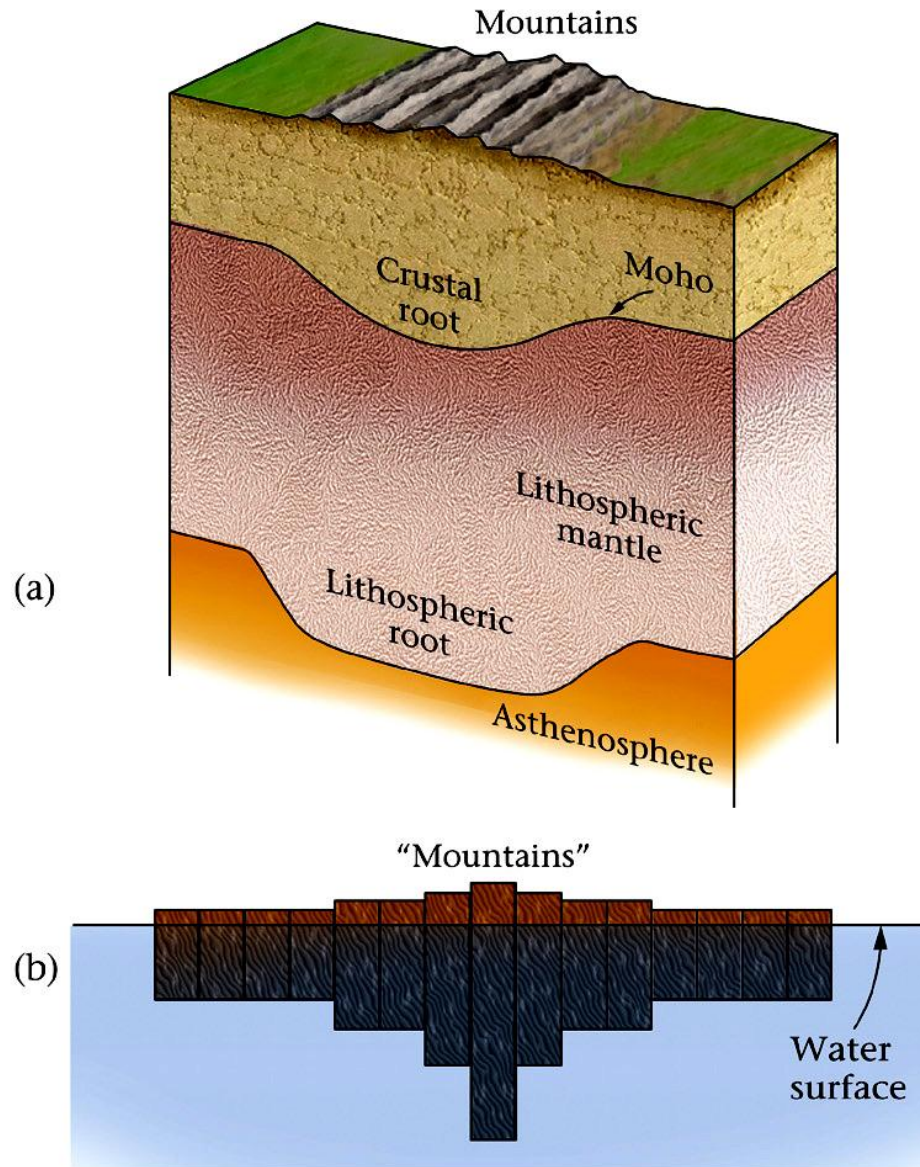 Mountains
Crustal
root
Moho
Lithospheric
mantle
(a)
Lithospheric
root
Asthenosphere
“Mountains”
(b)
Water
surface